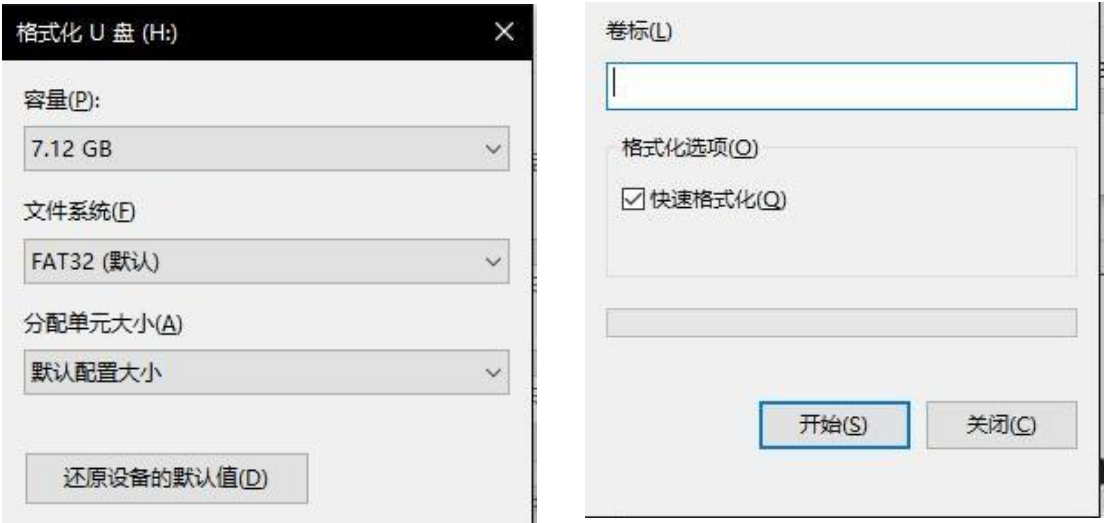 格式化 U 盘 (H:)
容量(P):
7.12 GB
文件系统(F)
FAT32 (默认)
分配单元大小(A)
默认配置大小
还原设备的默认值(D)
卷标(L)
格式化选项(O)
快速格式化(Q)
开始(S)
关闭(C)